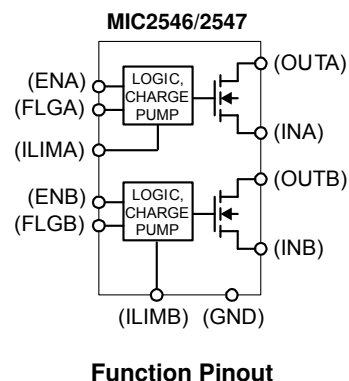 MIC2546/2547
(OUTA)
(ENA)
LOGIC,
CHARGE
PUMP
(FLGA)
(INA)
(ILIMA)
(OUTB)
(ENB)
LOGIC,
CHARGE
PUMP
(FLGB)
(INB)
(ILIMB) (GND)
Function Pinout